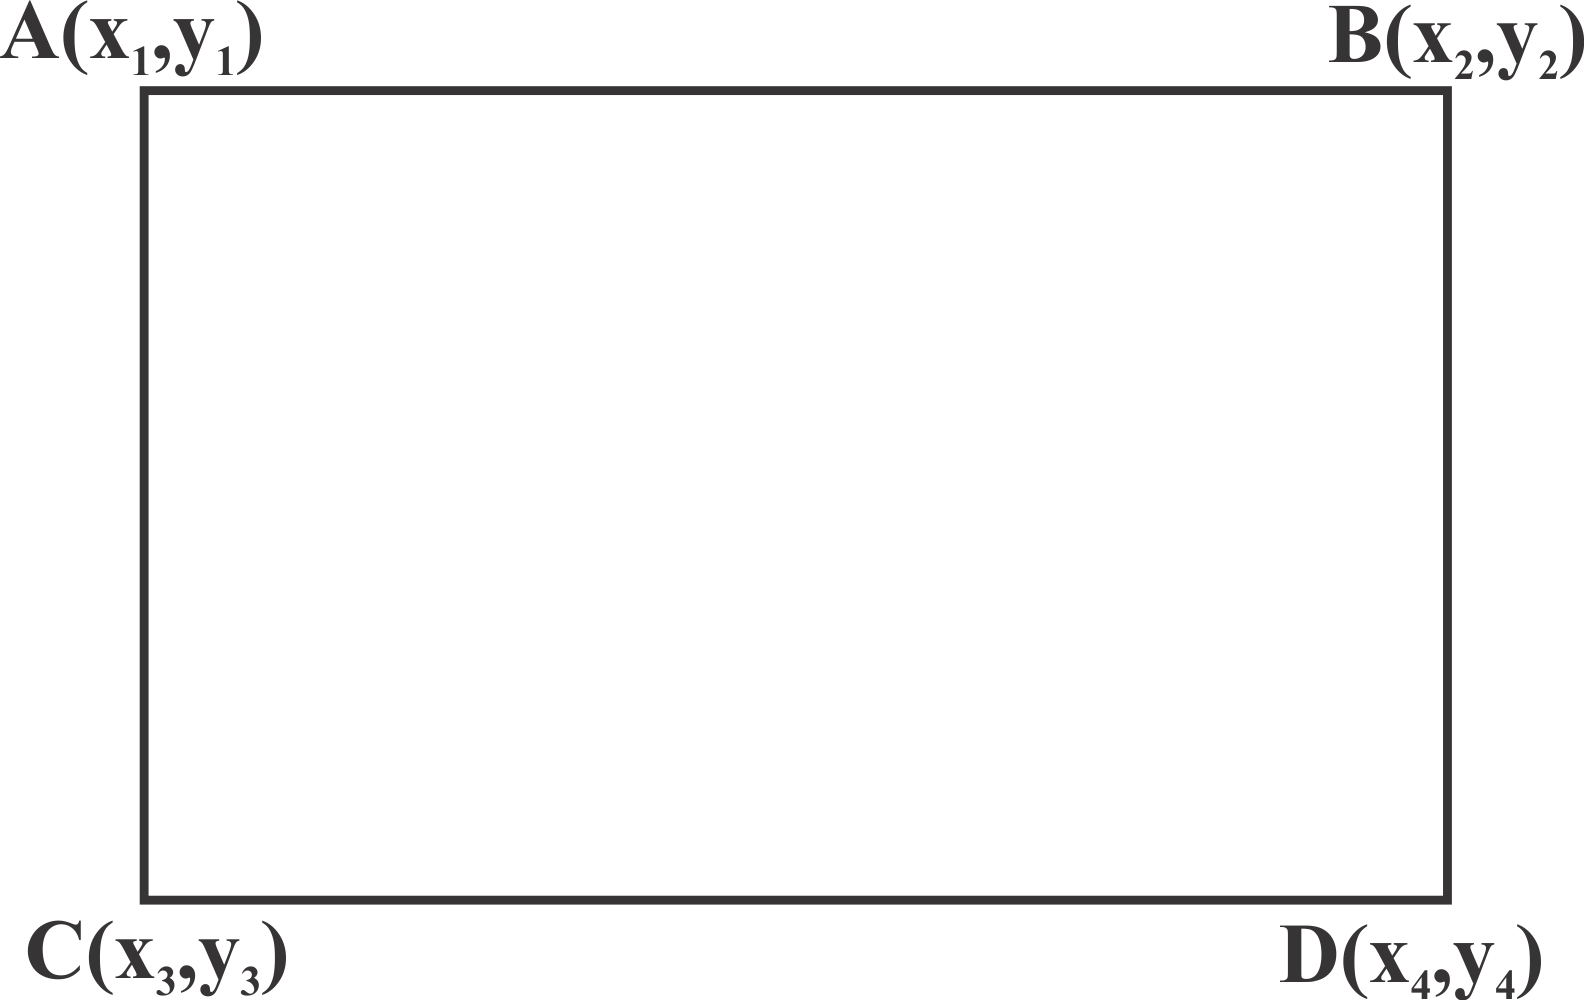 A(x₁,y₁)
B(x₂,y₂)
C(x₃,y₃)
D(x₄,y₄)